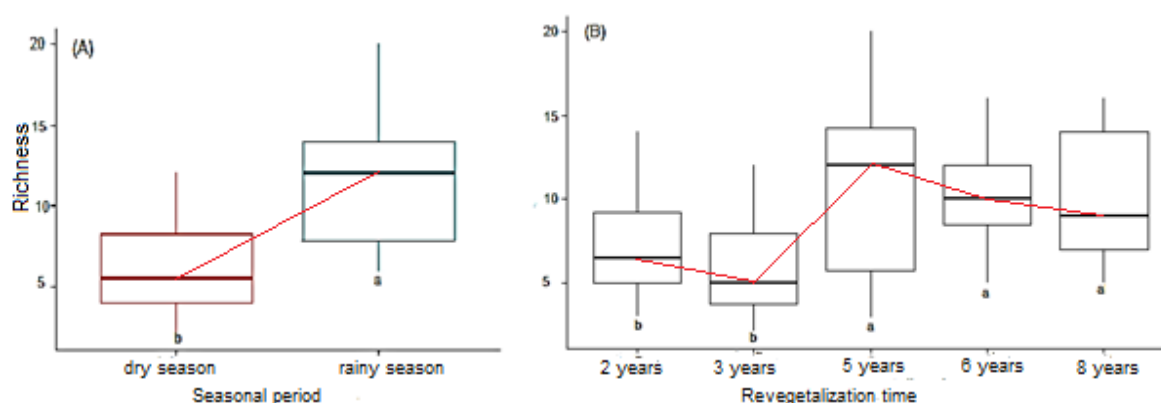 (A)
Richness
20
15
10
5
b
a
dry season
rainy season
Seasonal period
(B)
20
15
10
5
b
b
a
a
a
2 years
3 years
5 years
6 years
8 years
Revegetalization time